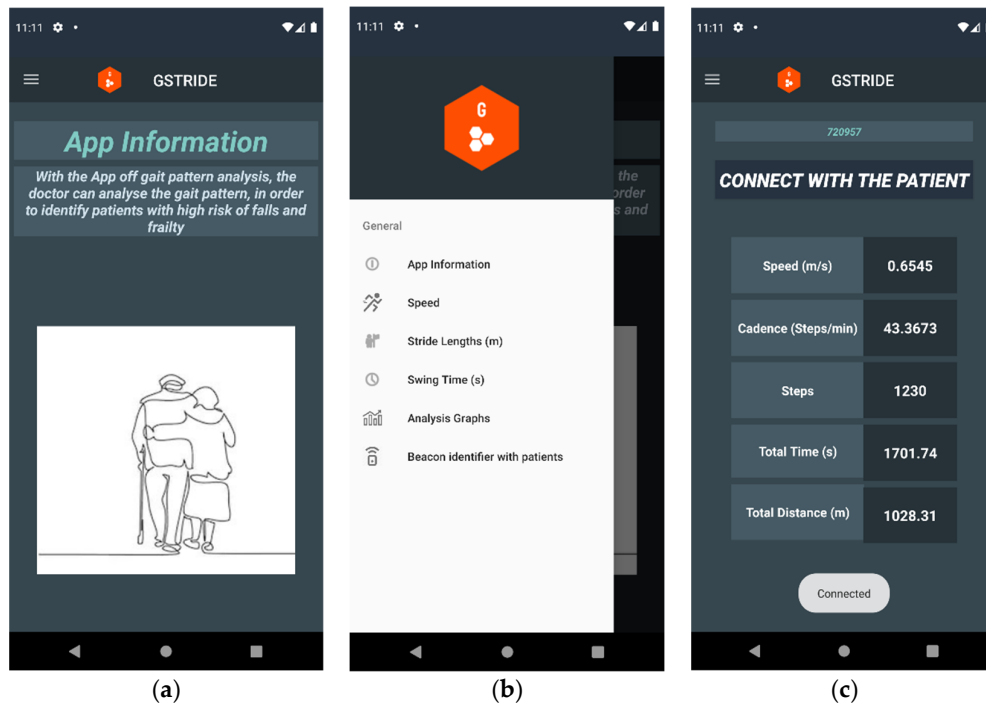 11:11
GSTRIDE
App Information
With the App off gait pattern analysis, the
doctor can analyse the gait pattern, in order
to identify patients with high risk of falls and
frailty
(a)
11:11
G
the
order
s and
General
App Information
Speed
Stride Lengths (m)
Swing Time (s)
Analysis Graphs
Beacon identifier with patients
(b)
11:11
GSTRIDE
720957
CONNECT WITH THE PATIENT
Speed (m/s) 0.6545
Cadence (Steps/min) 43.3673
Steps 1230
Total Time (s) 1701.74
Total Distance (m) 1028.31
Connected
(c)